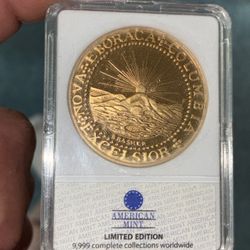 NOVA EBORACA COLUMBIA
EXCELSIOR
BRASHER
AMERICAN
MINT
LIMITED EDITION
9,999 complete collections worldwide